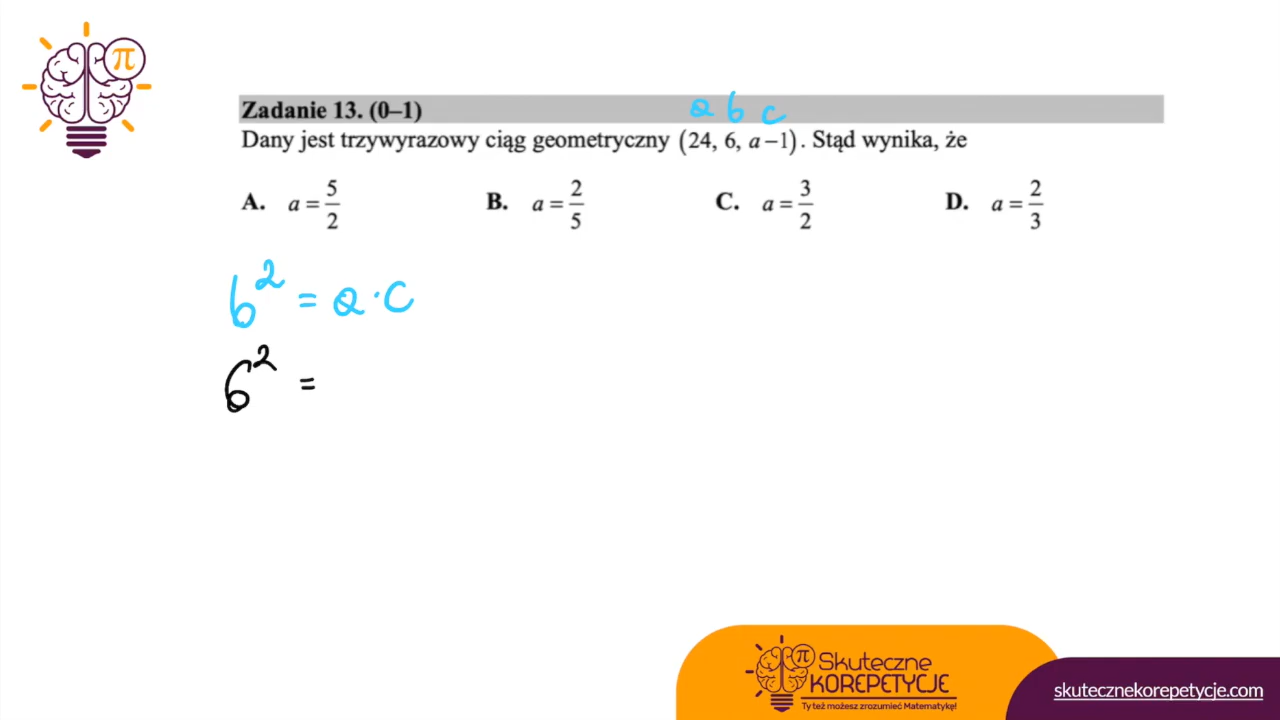 π
a b c
Zadanie 13. (0–1)
Dany jest trzywyrazowy ciąg geometryczny (24, 6, a−1). Stąd wynika, że
A. a = 5/2 B. a = 2/5 C. a = 3/2 D. a = 2/3
b² = a · c
6² =
π
Skuteczne
KOREPETYCJE
Ty też możesz zrozumieć Matematykę!
skutecznekorepetycje.com